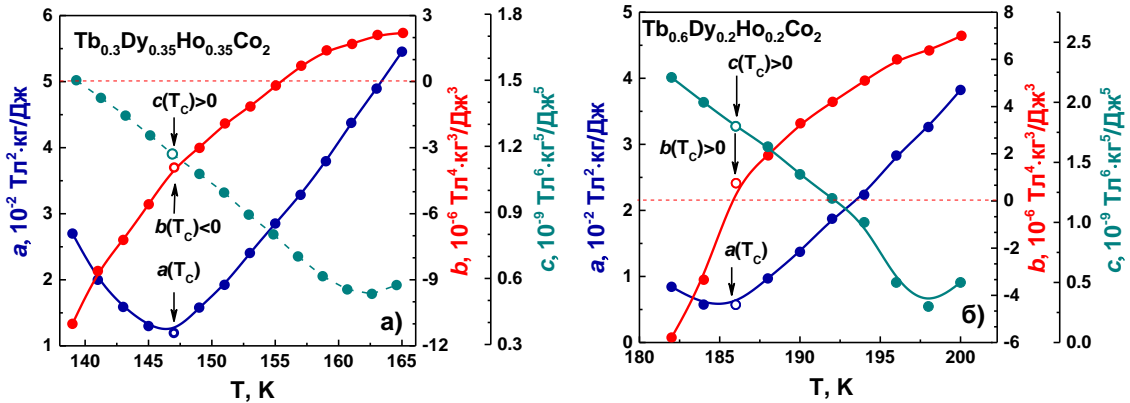 Tb0.3Dy0.35Ho0.35Co2
c(TC)>0
b(TC)<0
a(TC)
а)
a, 10-2 Тл2·кг/Дж
6
5
4
3
2
1
140
145
150
155
160
165
T, K
3
0
-3
-6
-9
-12
b, 10-6 Тл4·кг3/Дж3
1.8
1.5
1.2
0.9
0.6
0.3
c, 10-9 Тл6·кг5/Дж5
Tb0.6Dy0.2Ho0.2Co2
c(TC)>0
b(TC)>0
a(TC)
б)
a, 10-2 Тл2·кг/Дж
5
4
3
2
1
0
180
185
190
195
200
T, K
8
6
4
2
0
-2
-4
-6
b, 10-6 Тл4·кг3/Дж3
2.5
2.0
1.5
1.0
0.5
0.0
c, 10-9 Тл6·кг5/Дж5